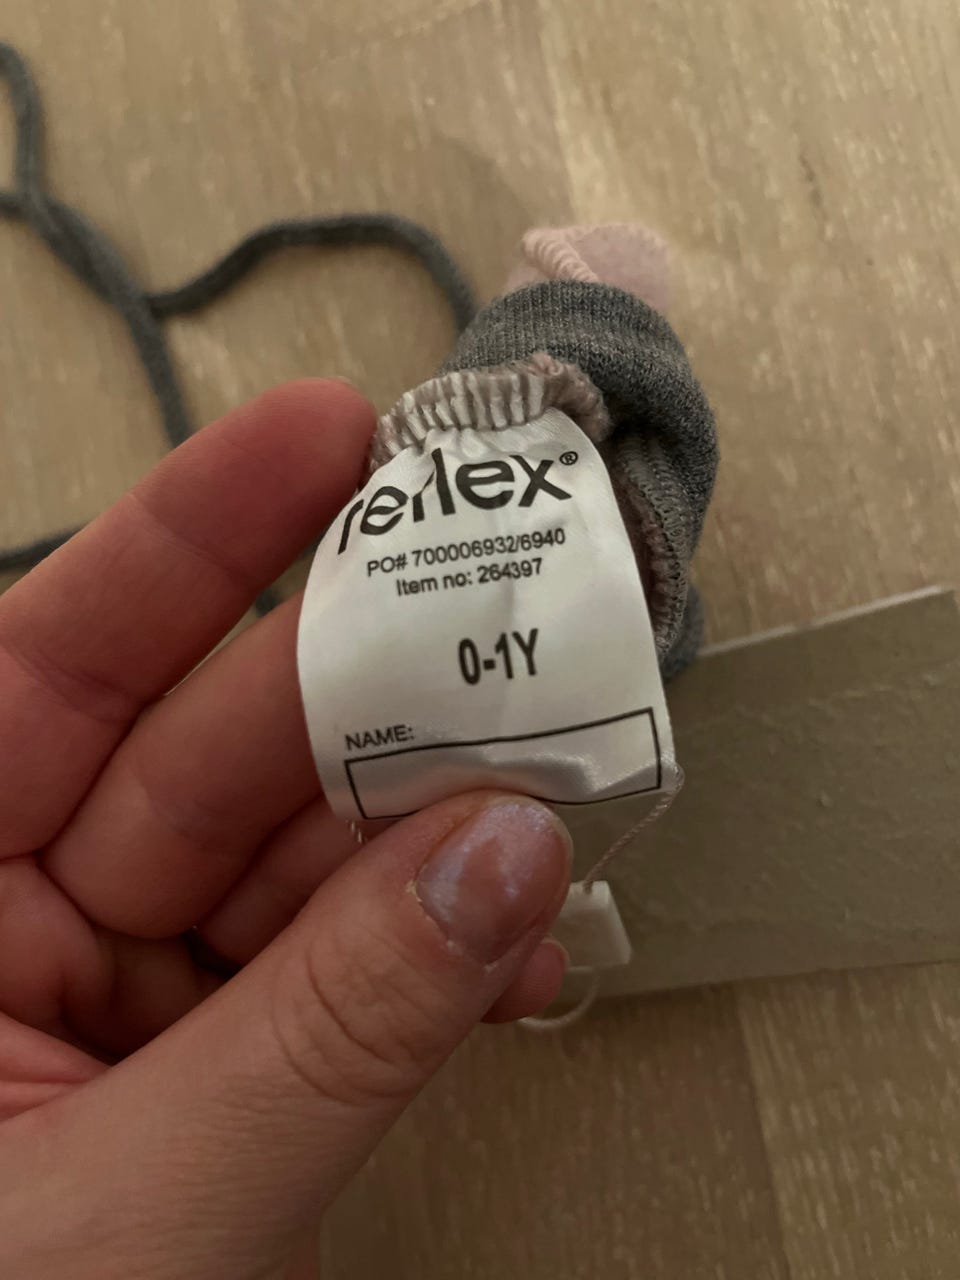 reflex®
PO# 700006932/6940
Item no: 264397
0-1Y
NAME: